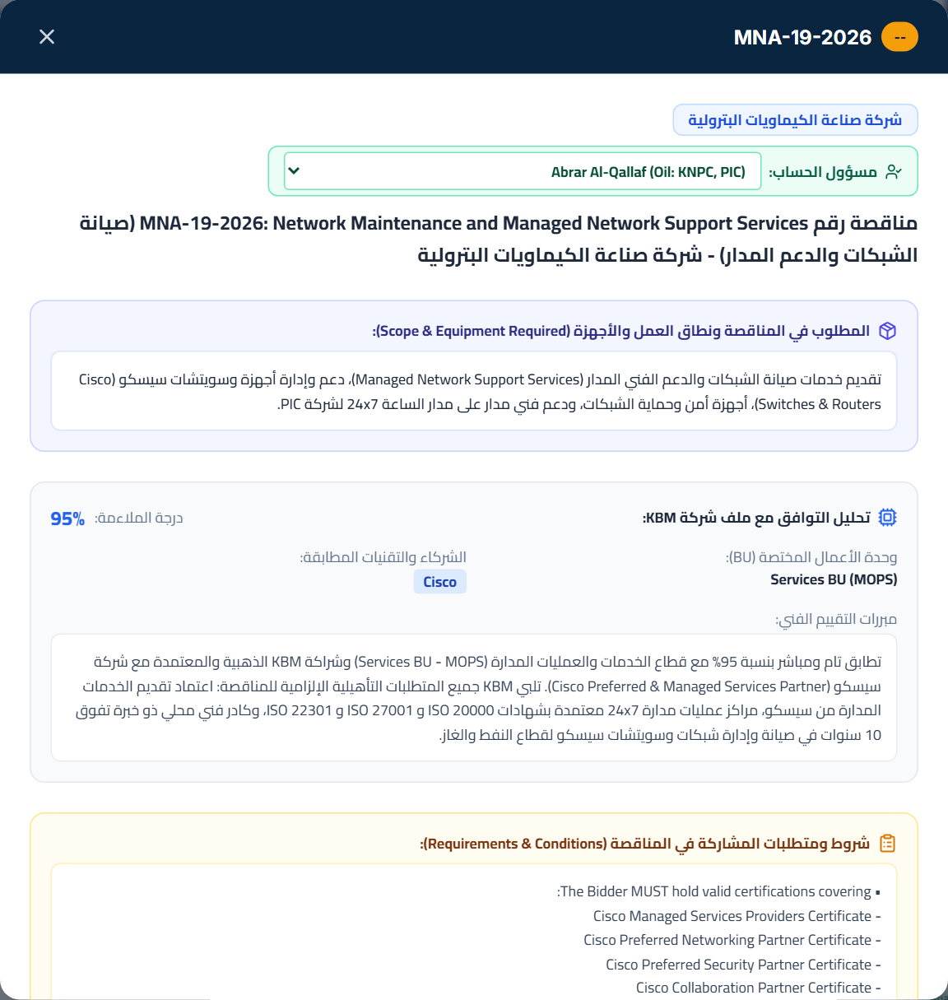 MNA-19-2026
--
شركة صناعة الكيماويات البترولية
مسؤول الحساب:
Abrar Al-Qallaf (Oil: KNPC, PIC)
مناقصة رقم MNA-19-2026: Network Maintenance and Managed Network Support Services (صيانة
الشبكات والدعم المدار) - شركة صناعة الكيماويات البترولية
المطلوب في المناقصة ونطاق العمل والأجهزة (Scope & Equipment Required):
تقديم خدمات صيانة الشبكات والدعم الفني المدار (Managed Network Support Services)، دعم وإدارة أجهزة وسويتشات سيسكو (Cisco
Switches & Routers)، أجهزة أمن وحماية الشبكات، ودعم فني مدار على مدار الساعة 24x7 لشركة PIC.
تحليل التوافق مع ملف شركة KBM:
درجة الملاءمة: 95%
وحدة الأعمال المختصة (BU):
Services BU (MOPS)
الشركاء والتقنيات المطابقة:
Cisco
مبررات التقييم الفني:
تطابق تام ومباشر بنسبة 95% مع قطاع الخدمات والعمليات المدارة (Services BU - MOPS) وشراكة KBM الذهبية والمعتمدة مع شركة
سيسكو (Cisco Preferred & Managed Services Partner). تلبي KBM جميع المتطلبات التأهيلية الإلزامية للمناقصة: اعتماد تقديم الخدمات
المدارة من سيسكو، مراكز عمليات مدارة 24x7 معتمدة بشهادات ISO 20000 و ISO 27001 و ISO 22301، وكادر فني محلي ذو خبرة تفوق
10 سنوات في صيانة وإدارة شبكات وسويتشات سيسكو لقطاع النفط والغاز.
شروط ومتطلبات المشاركة في المناقصة (Requirements & Conditions):
▪ The Bidder MUST hold valid certifications covering:
- Cisco Managed Services Providers Certificate
- Cisco Preferred Networking Partner Certificate
- Cisco Preferred Security Partner Certificate
- Cisco Collaboration Partner Certificate